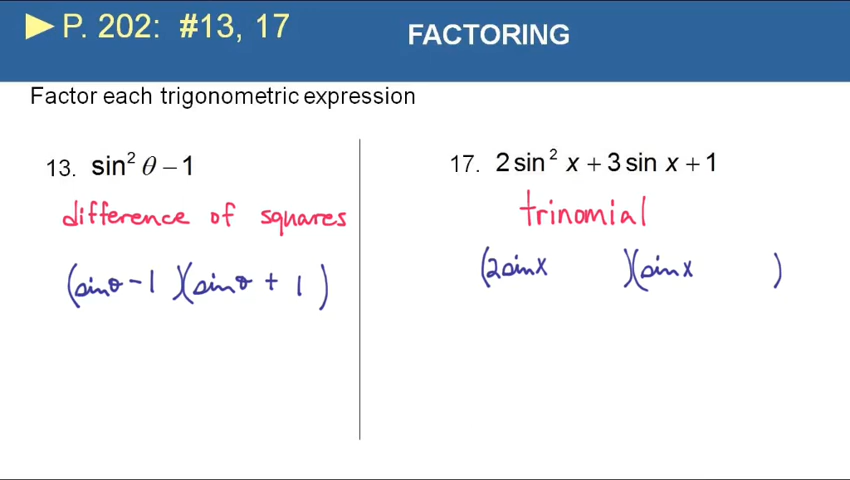 ▶ P. 202: #13, 17
FACTORING
Factor each trigonometric expression
13. sin² θ – 1
difference of squares
(sinθ - 1)(sinθ + 1)
17. 2 sin² x + 3 sin x + 1
trinomial
(2sinx )(sinx )